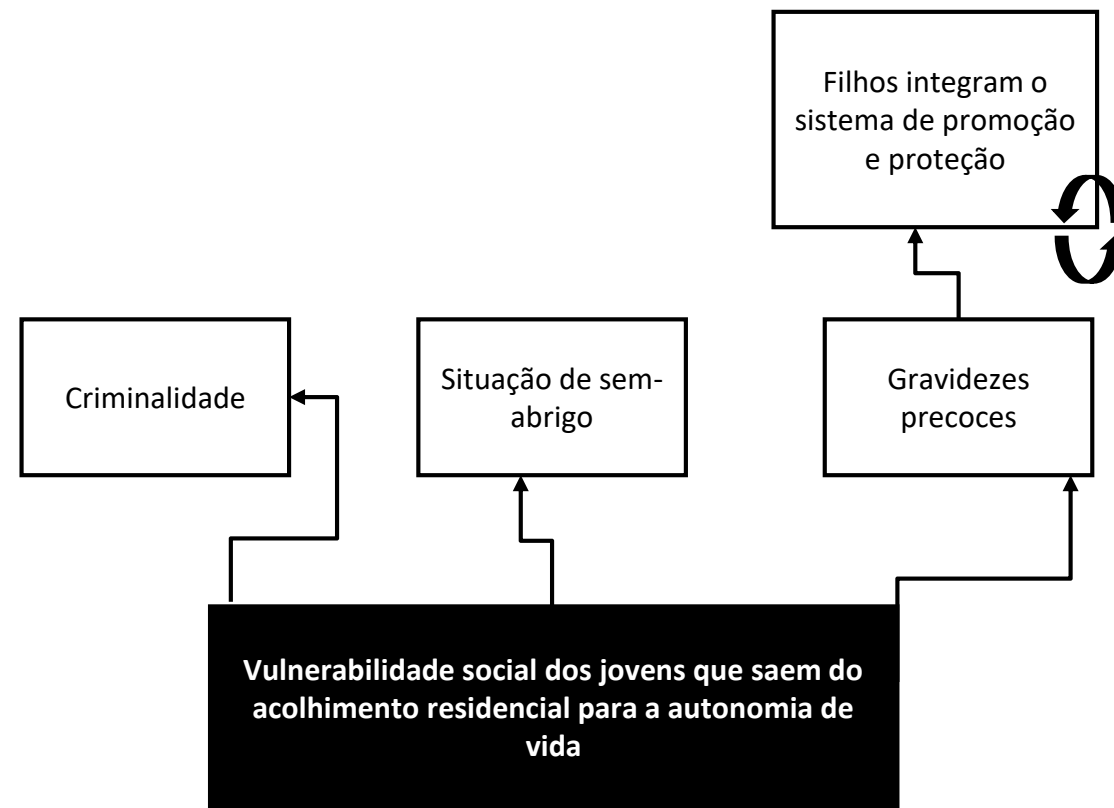 Filhos integram o
sistema de promoção
e proteção
Criminalidade
Situação de sem-
abrigo
Gravidezes
precoces
Vulnerabilidade social dos jovens que saem do
acolhimento residencial para a autonomia de
vida